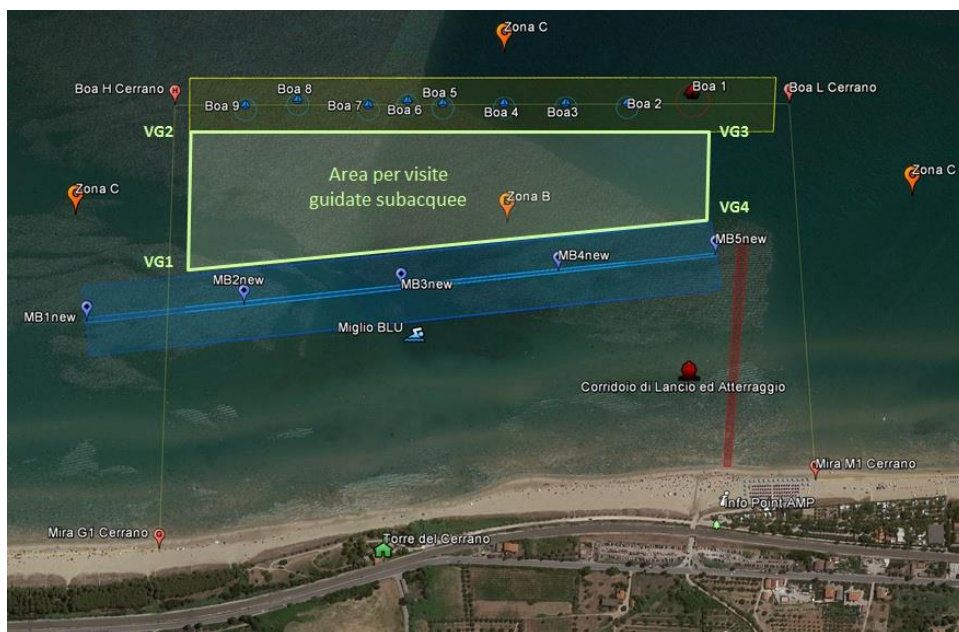 Zona C
Boa H Cerrano
Boa 9
Boa 8
Boa 7
Boa 6
Boa 5
Boa 4
Boa3
Boa 2
Boa 1
Boa L Cerrano
VG2
VG3
Area per visite
guidate subacquee
Zona C
Zona B
Zona C
VG4
VG1
MB5new
MB4new
MB3new
MB2new
MB1new
Miglio BLU
Corridoio di Lancio ed Atterraggio
Mira M1 Cerrano
Info Point AMP
Mira G1 Cerrano
G
Torre del Cerrano
H